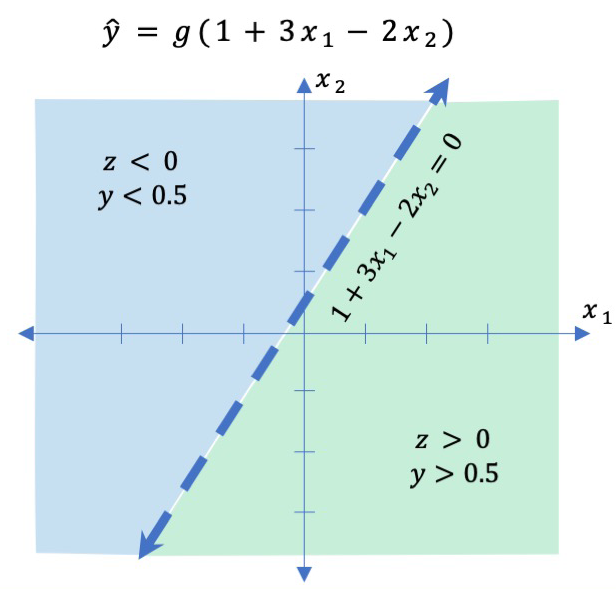 ŷ = g(1 + 3x₁ − 2x₂)
x₂
z < 0
y < 0.5
1 + 3x₁ − 2x₂ = 0
x₁
z > 0
y > 0.5